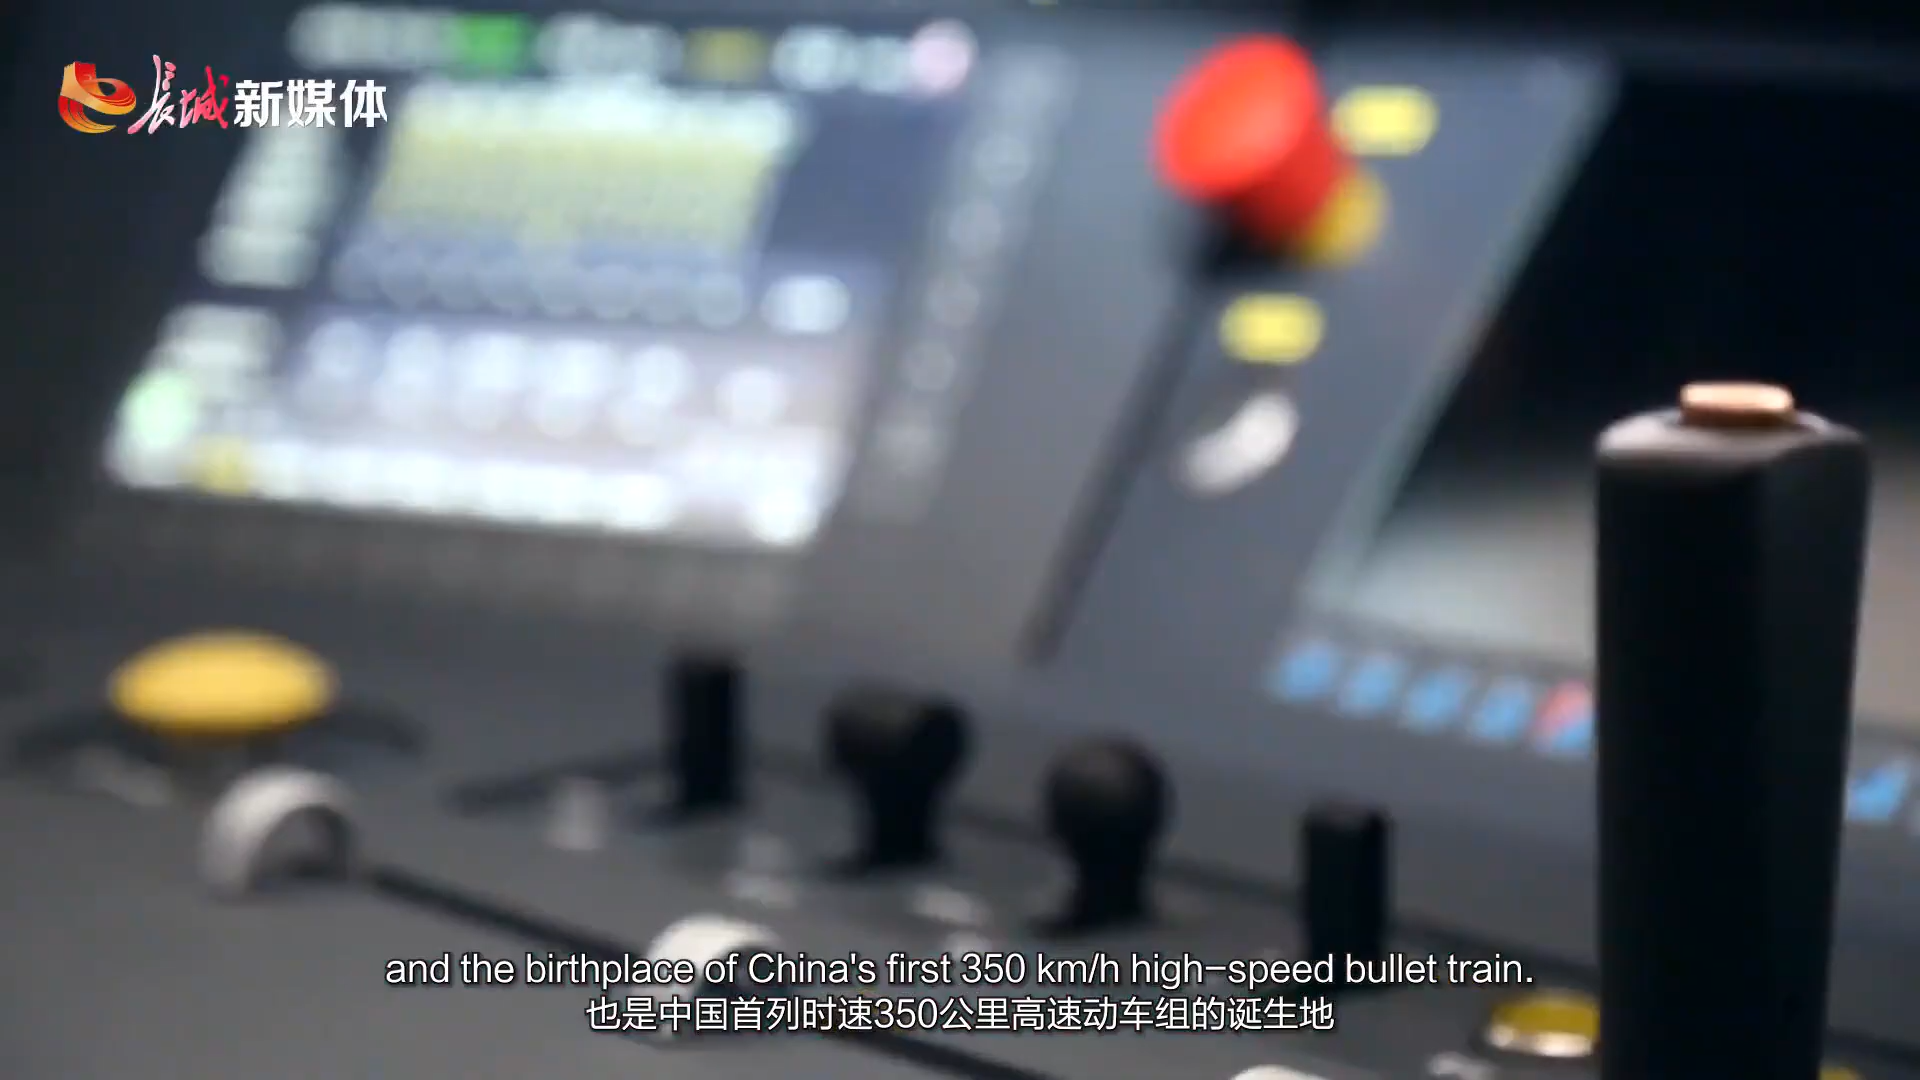 长城新媒体
and the birthplace of China's first 350 km/h high-speed bullet train.
也是中国首列时速350公里高速动车组的诞生地